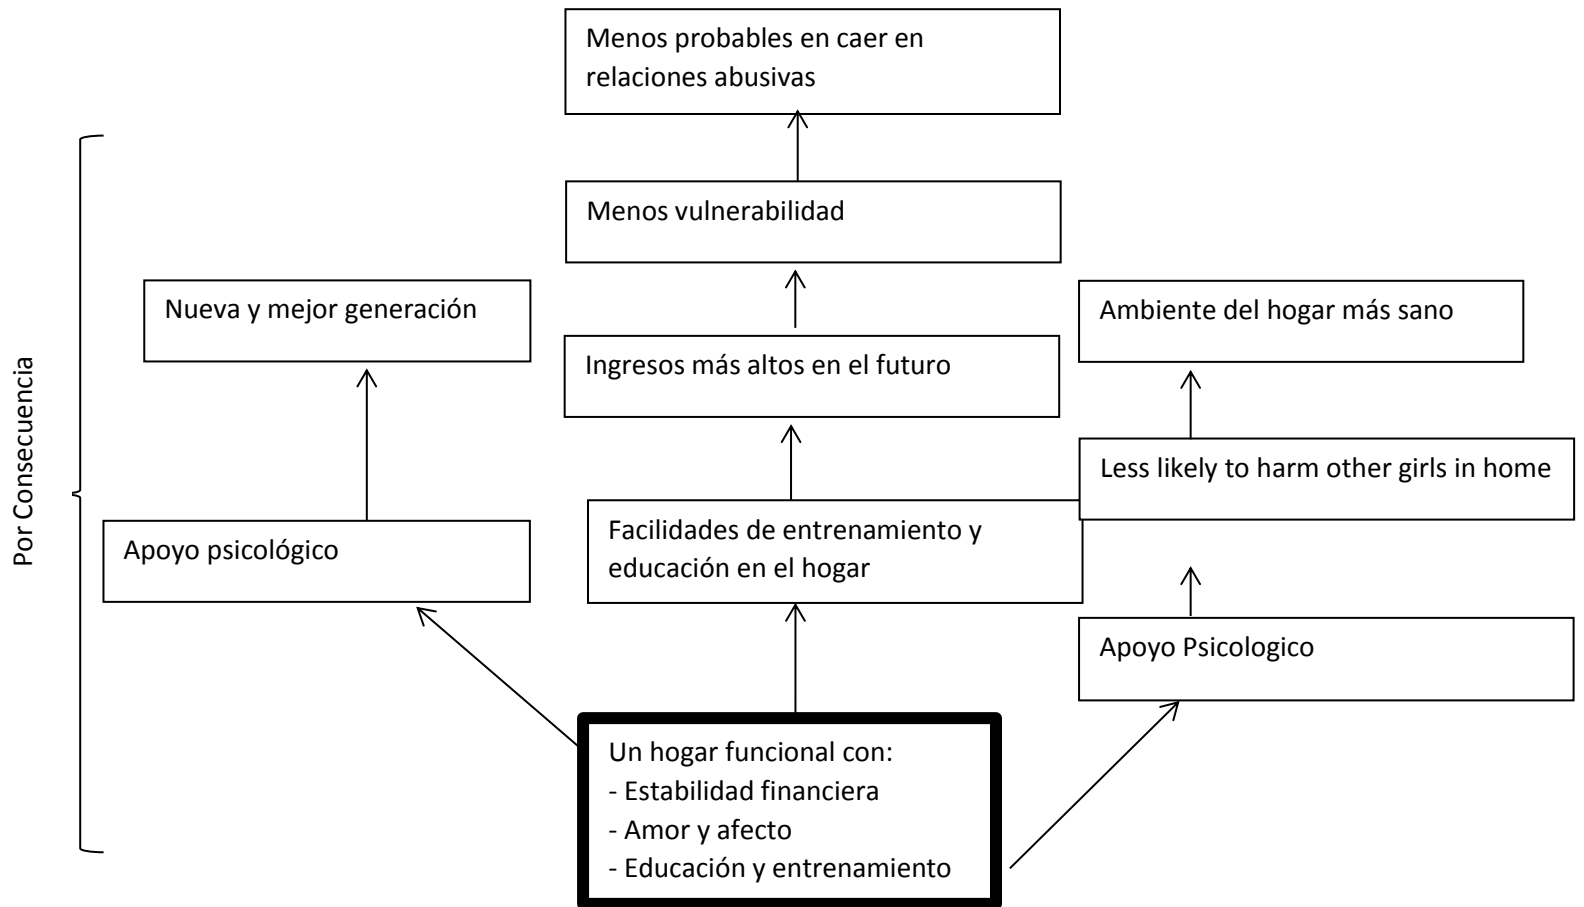 Menos probables en caer en
relaciones abusivas
Menos vulnerabilidad
Nueva y mejor generación
Ambiente del hogar más sano
Ingresos más altos en el futuro
Por Consecuencia
Less likely to harm other girls in home
Apoyo psicológico
Facilidades de entrenamiento y
educación en el hogar
Apoyo Psicologico
Un hogar funcional con:
- Estabilidad financiera
- Amor y afecto
- Educación y entrenamiento